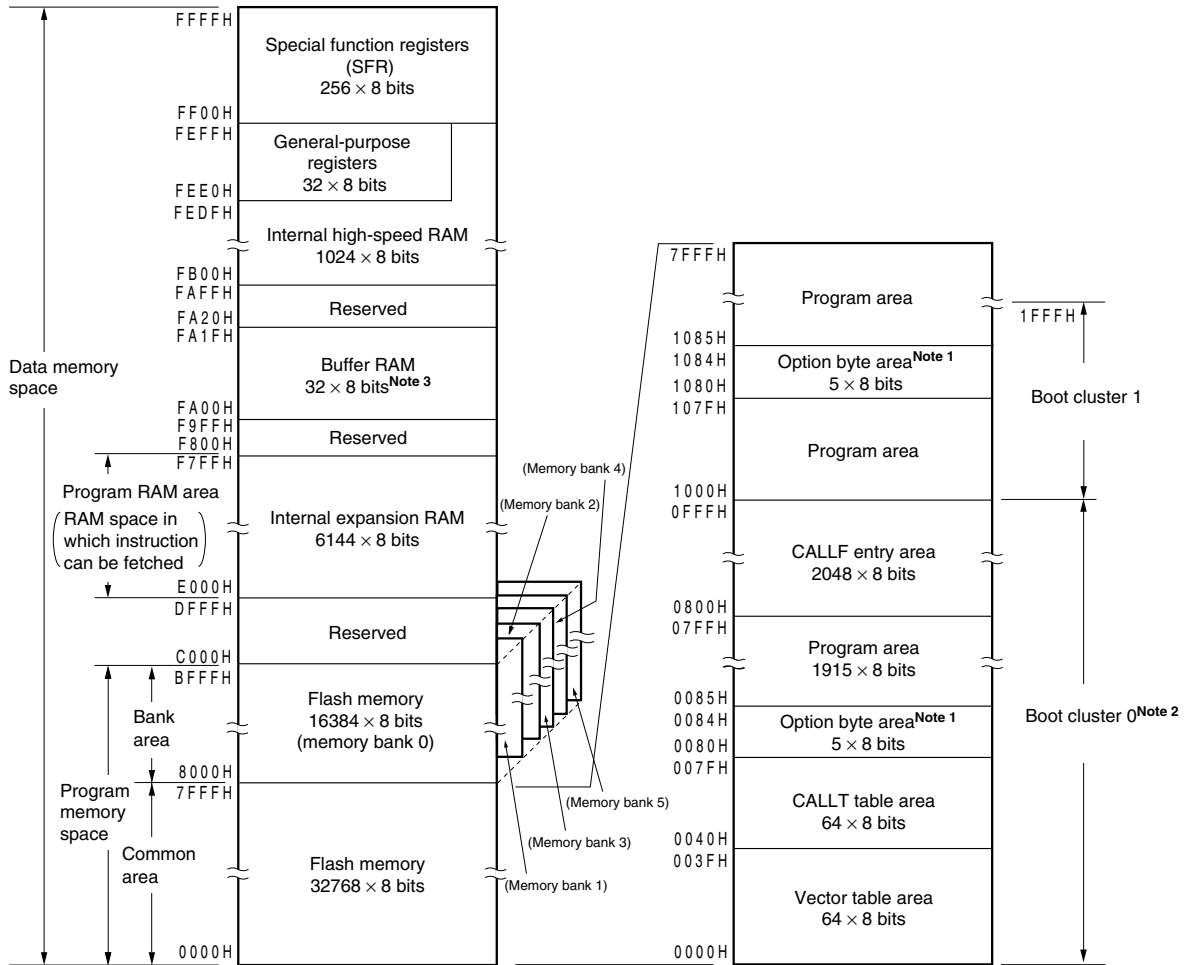 FFFFH
Special function registers
(SFR)
256 × 8 bits
FF00H
FEFFH
General-purpose
registers
32 × 8 bits
FEE0H
FEDFH
Internal high-speed RAM
1024 × 8 bits
FB00H
FAFFH
Reserved
FA20H
FA1FH
Buffer RAM
32 × 8 bits Note 3
FA00H
F9FFH
Reserved
F800H
F7FFH
Internal expansion RAM
6144 × 8 bits
E000H
DFFFH
Reserved
C000H
BFFFH
Flash memory
16384 × 8 bits
(memory bank 0)
8000H
7FFFH
Flash memory
32768 × 8 bits
0000H
Data memory
space
Program RAM area
(RAM space in
which instruction
can be fetched)
Program
memory
space
Bank
area
Common
area
(Memory bank 4)
(Memory bank 2)
(Memory bank 5)
(Memory bank 3)
(Memory bank 1)
7FFFH
Program area
1FFFH
1085H
1084H
Option byte area Note 1
5 × 8 bits
1080H
107FH
Program area
Boot cluster 1
1000H
0FFFH
CALLF entry area
2048 × 8 bits
0800H
07FFH
Program area
1915 × 8 bits
0085H
0084H
Option byte area Note 1
5 × 8 bits
Boot cluster 0 Note 2
0080H
007FH
CALLT table area
64 × 8 bits
0040H
003FH
Vector table area
64 × 8 bits
0000H